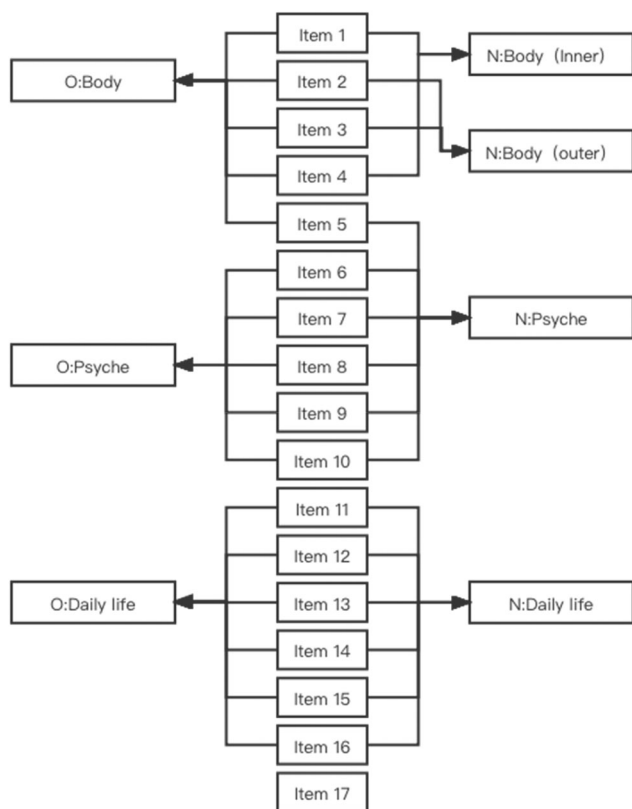 Item 1
N:Body (Inner)
O:Body
Item 2
Item 3
N:Body (outer)
Item 4
Item 5
Item 6
Item 7
N:Psyche
O:Psyche
Item 8
Item 9
Item 10
Item 11
Item 12
O:Daily life
Item 13
N:Daily life
Item 14
Item 15
Item 16
Item 17